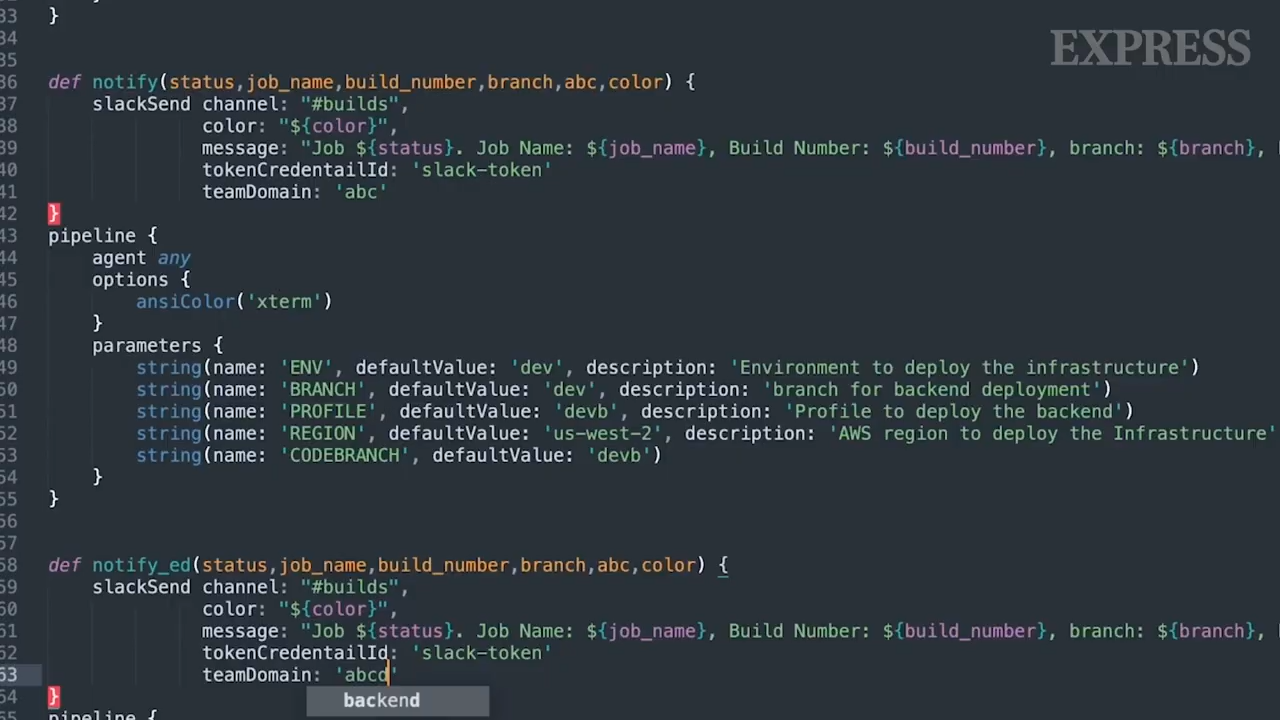 33 }
34
35
EXPRESS
36 def notify(status,job_name,build_number,branch,abc,color) {
37 slackSend channel: "#builds",
38 color: "${color}",
39 message: "Job ${status}. Job Name: ${job_name}, Build Number: ${build_number}, branch: ${branch},
40 tokenCredentailId: 'slack-token'
41 teamDomain: 'abc'
42 }
43 pipeline {
44 agent any
45 options {
46 ansiColor('xterm')
47 }
48 parameters {
49 string(name: 'ENV', defaultValue: 'dev', description: 'Environment to deploy the infrastructure')
50 string(name: 'BRANCH', defaultValue: 'dev', description: 'branch for backend deployment')
51 string(name: 'PROFILE', defaultValue: 'devb', description: 'Profile to deploy the backend')
52 string(name: 'REGION', defaultValue: 'us-west-2', description: 'AWS region to deploy the Infrastructure'
53 string(name: 'CODEBRANCH', defaultValue: 'devb')
54 }
55 }
56
57
58 def notify_ed(status,job_name,build_number,branch,abc,color) {
59 slackSend channel: "#builds",
60 color: "${color}",
61 message: "Job ${status}. Job Name: ${job_name}, Build Number: ${build_number}, branch: ${branch},
62 tokenCredentailId: 'slack-token'
63 teamDomain: 'abcd'
64 }
backend
65 pipeline {